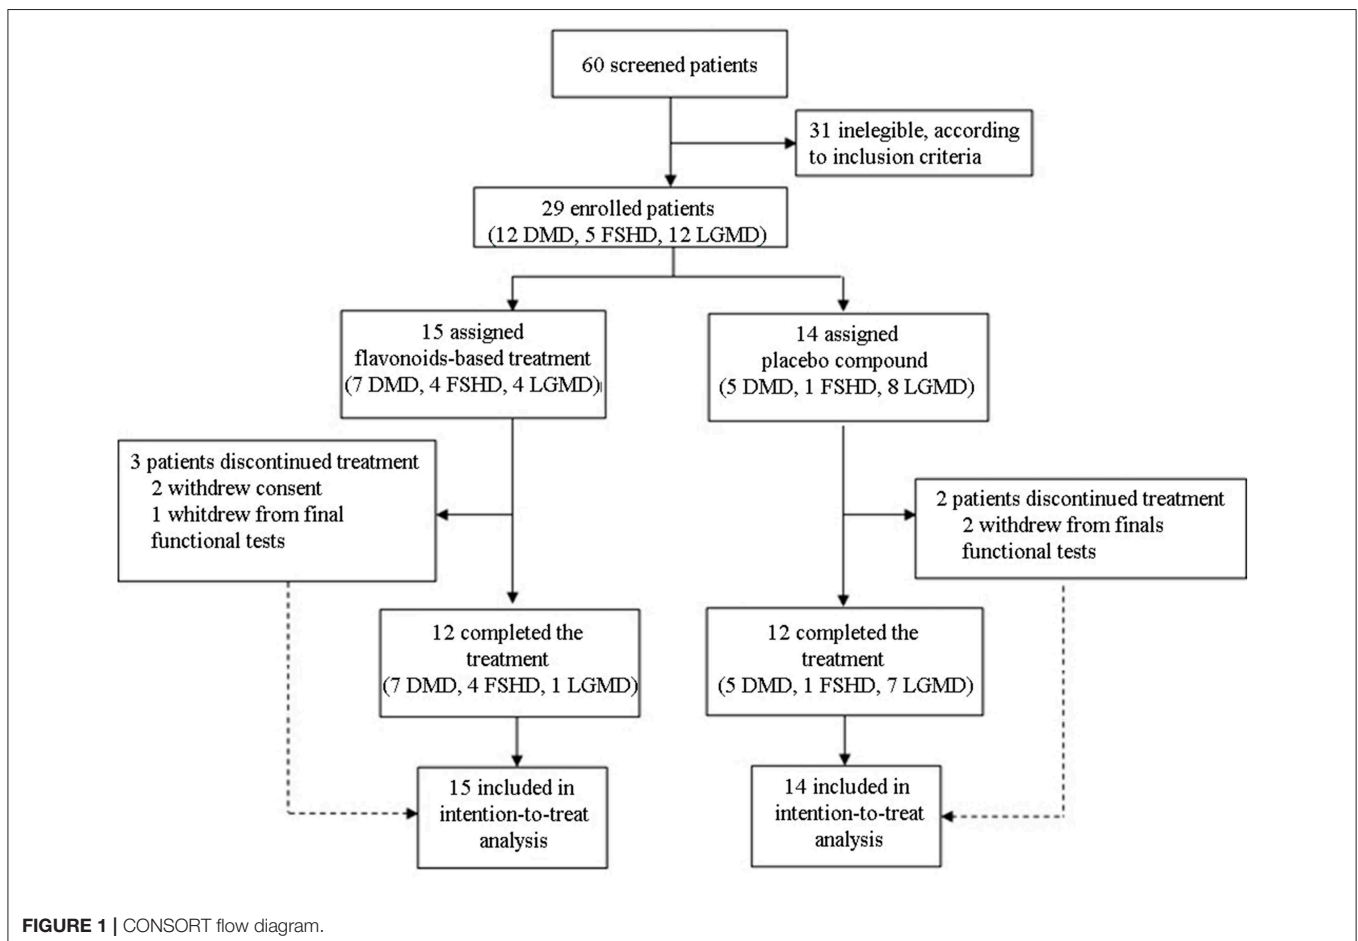 60 screened patients
31 inelegible, according
to inclusion criteria
29 enrolled patients
(12 DMD, 5 FSHD, 12 LGMD)
15 assigned
flavonoids-based treatment
(7 DMD, 4 FSHD, 4 LGMD)
14 assigned
placebo compound
(5 DMD, 1 FSHD, 8 LGMD)
3 patients discontinued treatment
2 withdrew consent
1 whitdrew from final
functional tests
2 patients discontinued treatment
2 withdrew from finals
functional tests
12 completed the
treatment
(7 DMD, 4 FSHD, 1 LGMD)
12 completed the
treatment
(5 DMD, 1 FSHD, 7 LGMD)
15 included in
intention-to-treat
analysis
14 included in
intention-to-treat
analysis
FIGURE 1 | CONSORT flow diagram.